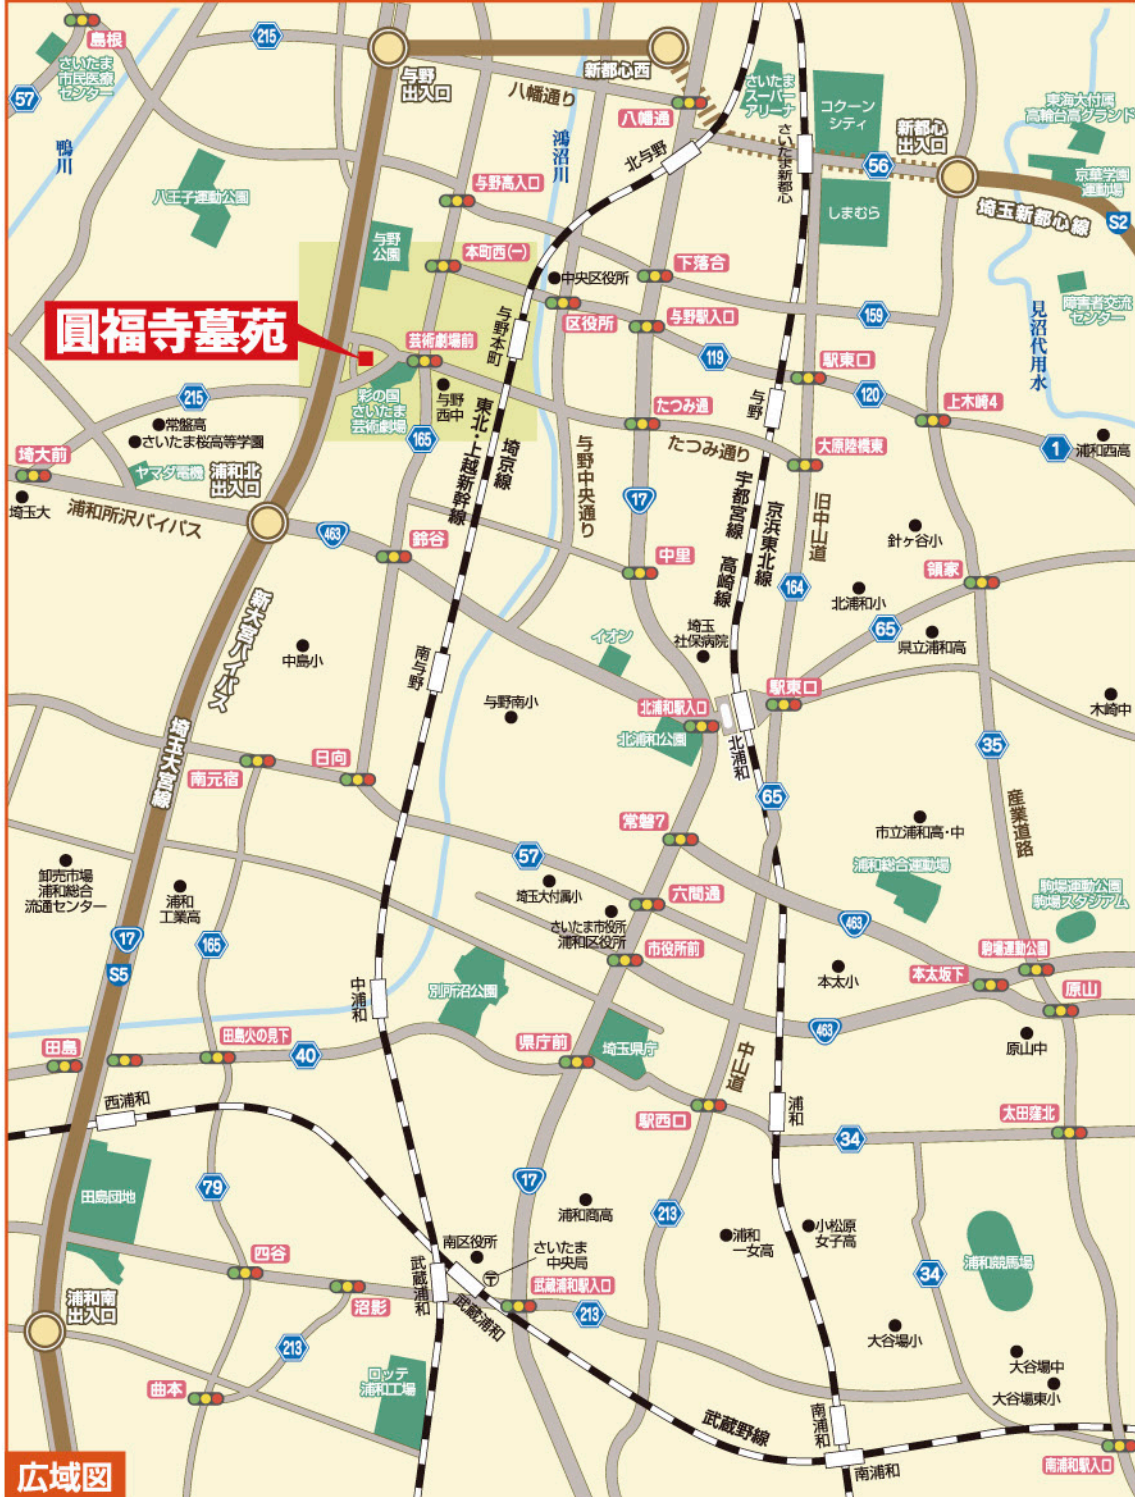 島根
215
さいたま
市民医療
センター
57
与野
出入口
新都心西
八幡通り
八幡通
さいたま
スーパー
アリーナ
コクーン
シティ
新都心
出入口
東海大付属
高輪台高グランド
京華学園
運動場
鴨川
鴻沼川
北与野
さいたま新都心
56
しまむら
埼玉新都心線
S2
八王子運動公園
与野高入口
与野
公園
本町西(一)
中央区役所
下落合
区役所
与野駅入口
159
障害者交流
センター
見沼代用水
圓福寺墓苑
芸術劇場前
与野本町
119
駅東口
120
上木崎4
215
彩の国
さいたま
芸術劇場
与野
西中
165
たつみ通
たつみ通り
与野
大原陸橋東
1
浦和西高
常盤高
さいたま桜高等学園
埼大前
ヤマダ電機
浦和北
出入口
埼玉大
浦和所沢バイパス
463
鈴谷
埼京線
東北・上越新幹線
与野中央通り
17
中里
宇都宮線 高崎線
京浜東北線
旧中山道
164
針ヶ谷小
領家
北浦和小
65
県立浦和高
新大宮バイパス
中島小
南与野
与野南小
イオン
埼玉
社保病院
北浦和駅入口
北浦和公園
北浦和
駅東口
木崎中
埼玉大宮線
南元宿
日向
35
65
産業道路
常盤7
市立浦和高・中
浦和総合運動場
57
埼玉大付属小
六間通
さいたま市役所
浦和区役所
市役所前
463
駒場運動公園
駒場スタジアム
駒場運動公園
卸売市場
浦和総合
流通センター
浦和
工業高
17
165
S5
中浦和
別所沼公園
本太小
本太坂下
原山
463
原山中
田島
田島火の見下
40
県庁前
埼玉県庁
中山道
西浦和
駅西口
浦和
34
太田窪北
田島団地
79
17
浦和商高
213
浦和
一女高
小松原
女子高
34
浦和競馬場
四谷
南区役所
さいたま
中央局
武蔵浦和
武蔵浦和
武蔵浦和駅入口
浦和南
出入口
沼影
213
213
大谷場小
大谷場中
大谷場東小
曲本
ロッテ
浦和工場
武蔵野線
南浦和
南浦和
南浦和駅入口
広域図